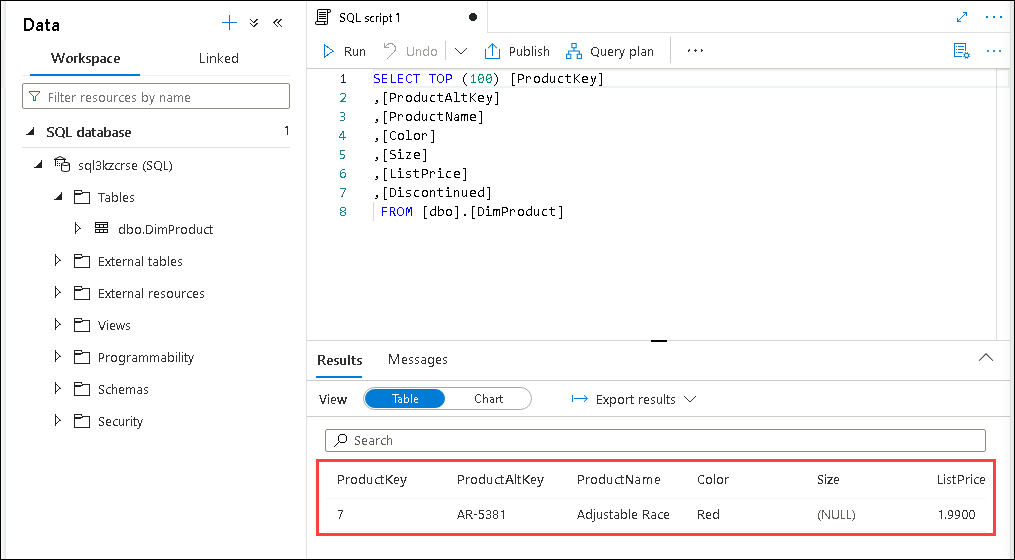 Data
Workspace Linked
Filter resources by name
SQL database 1
sql3kzcrse (SQL)
Tables
dbo.DimProduct
External tables
External resources
Views
Programmability
Schemas
Security
SQL script 1
Run Undo Publish Query plan ...
1 SELECT TOP (100) [ProductKey]
2 ,[ProductAltKey]
3 ,[ProductName]
4 ,[Color]
5 ,[Size]
6 ,[ListPrice]
7 ,[Discontinued]
8 FROM [dbo].[DimProduct]
Results Messages
View Table Chart Export results
Search
ProductKey ProductAltKey ProductName Color Size ListPrice
7 AR-5381 Adjustable Race Red (NULL) 1.9900